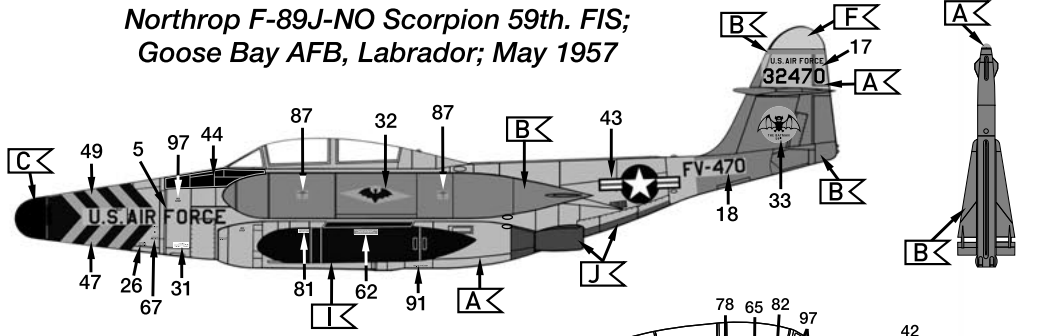 Northrop F-89J-NO Scorpion 59th. FIS;
Goose Bay AFB, Labrador; May 1957
B
F
A
U.S. AIR FORCE
17
32470
A
87
32
87
B
43
44
97
5
49
C
THE BATMAN
FV-470
U.S. AIR FORCE
B
33
18
J
B
47
26
67
31
81
I
62
91
A
78 65 82 97
42